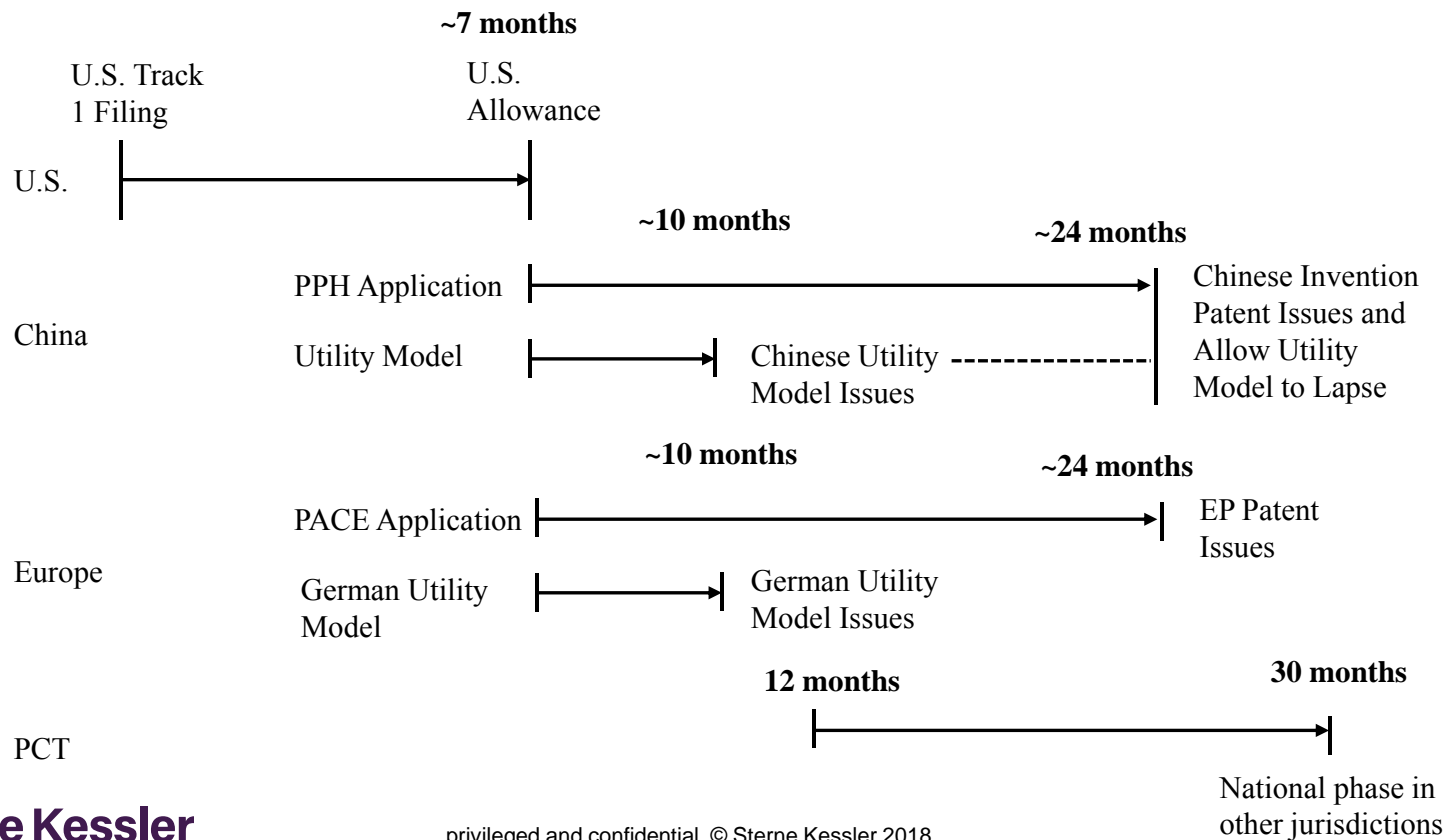 ~7 months
U.S. Track
1 Filing
U.S.
Allowance
U.S.
~10 months
~24 months
PPH Application
Chinese Invention
Patent Issues and
Allow Utility
Model to Lapse
China
Utility Model
Chinese Utility
Model Issues
~10 months
~24 months
PACE Application
EP Patent
Issues
Europe
German Utility
Model
German Utility
Model Issues
12 months
30 months
PCT
National phase in
other jurisdictions
e Kessler
privileged and confidential © Sterne Kessler 2018